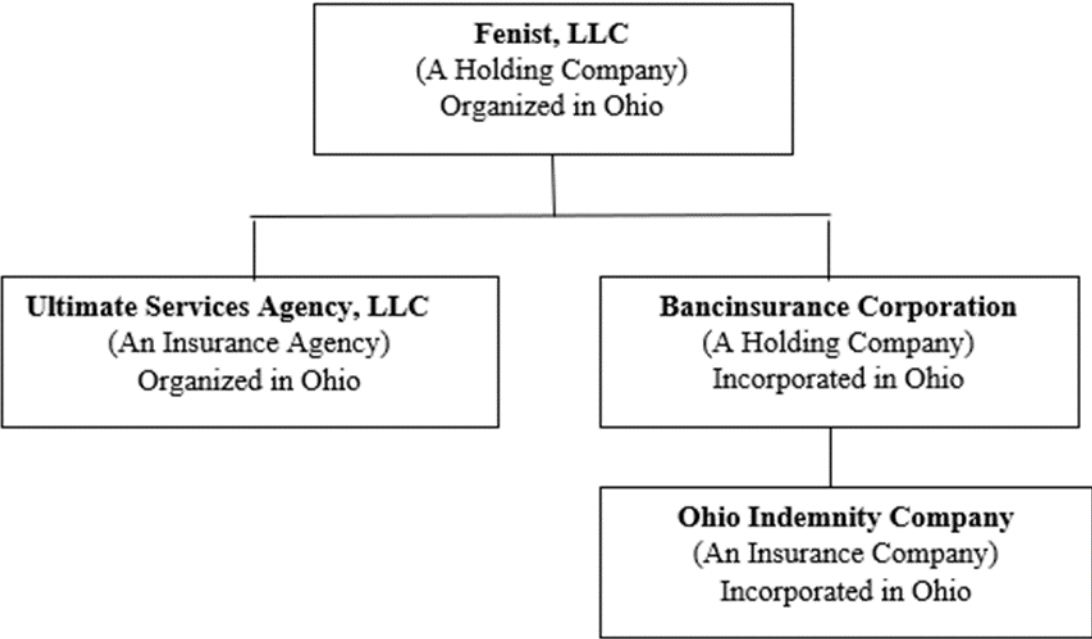 Fenist, LLC
(A Holding Company)
Organized in Ohio
Ultimate Services Agency, LLC
(An Insurance Agency)
Organized in Ohio
Bancinsurance Corporation
(A Holding Company)
Incorporated in Ohio
Ohio Indemnity Company
(An Insurance Company)
Incorporated in Ohio